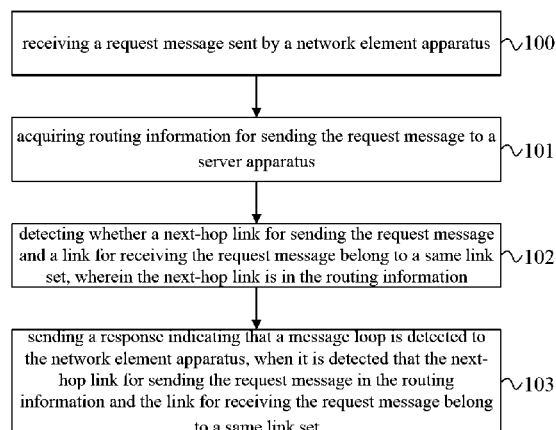 receiving a request message sent by a network element apparatus
100
acquiring routing information for sending the request message to a
server apparatus
101
detecting whether a next-hop link for sending the request message
and a link for receiving the request message belong to a same link
set, wherein the next-hop link is in the routing information
102
sending a response indicating that a message loop is detected to
the network element apparatus, when it is detected that the next-
hop link for sending the request message in the routing
information and the link for receiving the request message belong
to a same link set
103